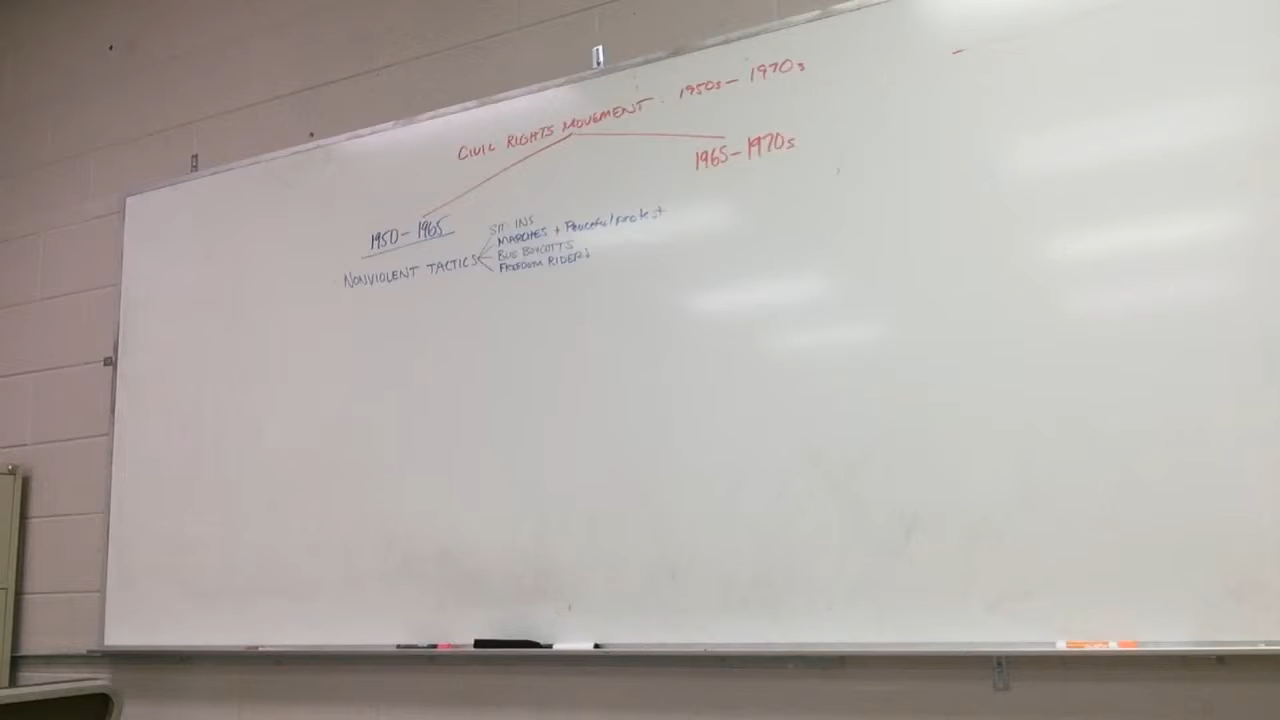 CIVIL RIGHTS MOVEMENT. 1950s - 1970s
1950 - 1965
1965 - 1970s
NONVIOLENT TACTICS
SIT INS
MARCHES + Peaceful protest
BUS BOYCOTTS
FREEDOM RIDERS